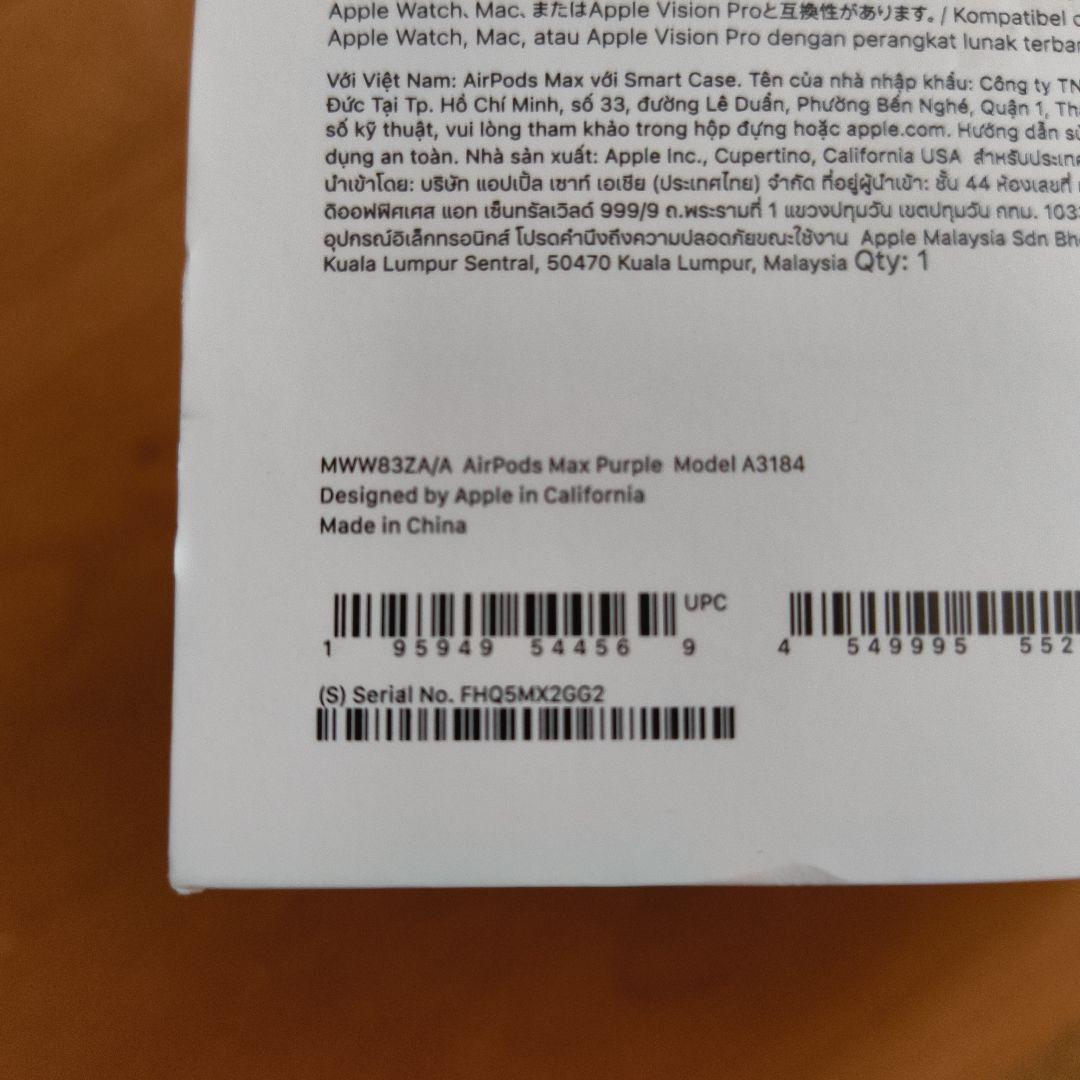 Apple Watch、Mac、またはApple Vision Proと互換性があります。/ Kompatibel
Apple Watch, Mac, atau Apple Vision Pro dengan perangkat lunak
Với Việt Nam: AirPods Max với Smart Case. Tên của nhà nhập khẩu: Công ty
Đức Tại Tp. Hồ Chí Minh, số 33, đường Lê Duẩn, Phường Bến Nghé, Quận 1,
số kỹ thuật, vui lòng tham khảo trong hộp đựng hoặc apple.com. Hướng dẫn
dụng an toàn. Nhà sản xuất: Apple Inc., Cupertino, California USA สำหรับประเทศ
นำเข้าโดย: บริษัท แอปเปิ้ล เซาท์ เอเชีย (ประเทศไทย) จำกัด ที่อยู่ผู้นำเข้า: ชั้น 44 ห้องเลขที่
ดิออฟฟิศเศส แอท เซ็นทรัลเวิลด์ 999/9 ถ.พระรามที่ 1 แขวงปทุมวัน เขตปทุมวัน กทม.
อุปกรณ์อิเล็กทรอนิกส์ โปรดคำนึงถึงความปลอดภัยขณะใช้งาน Apple Malaysia Sdn
Kuala Lumpur Sentral, 50470 Kuala Lumpur, Malaysia Qty: 1
MWW83ZA/A AirPods Max Purple Model A3184
Designed by Apple in California
Made in China
UPC
1 95949 54456 9
4 549995 552
(S) Serial No. FHQ5MX2GG2